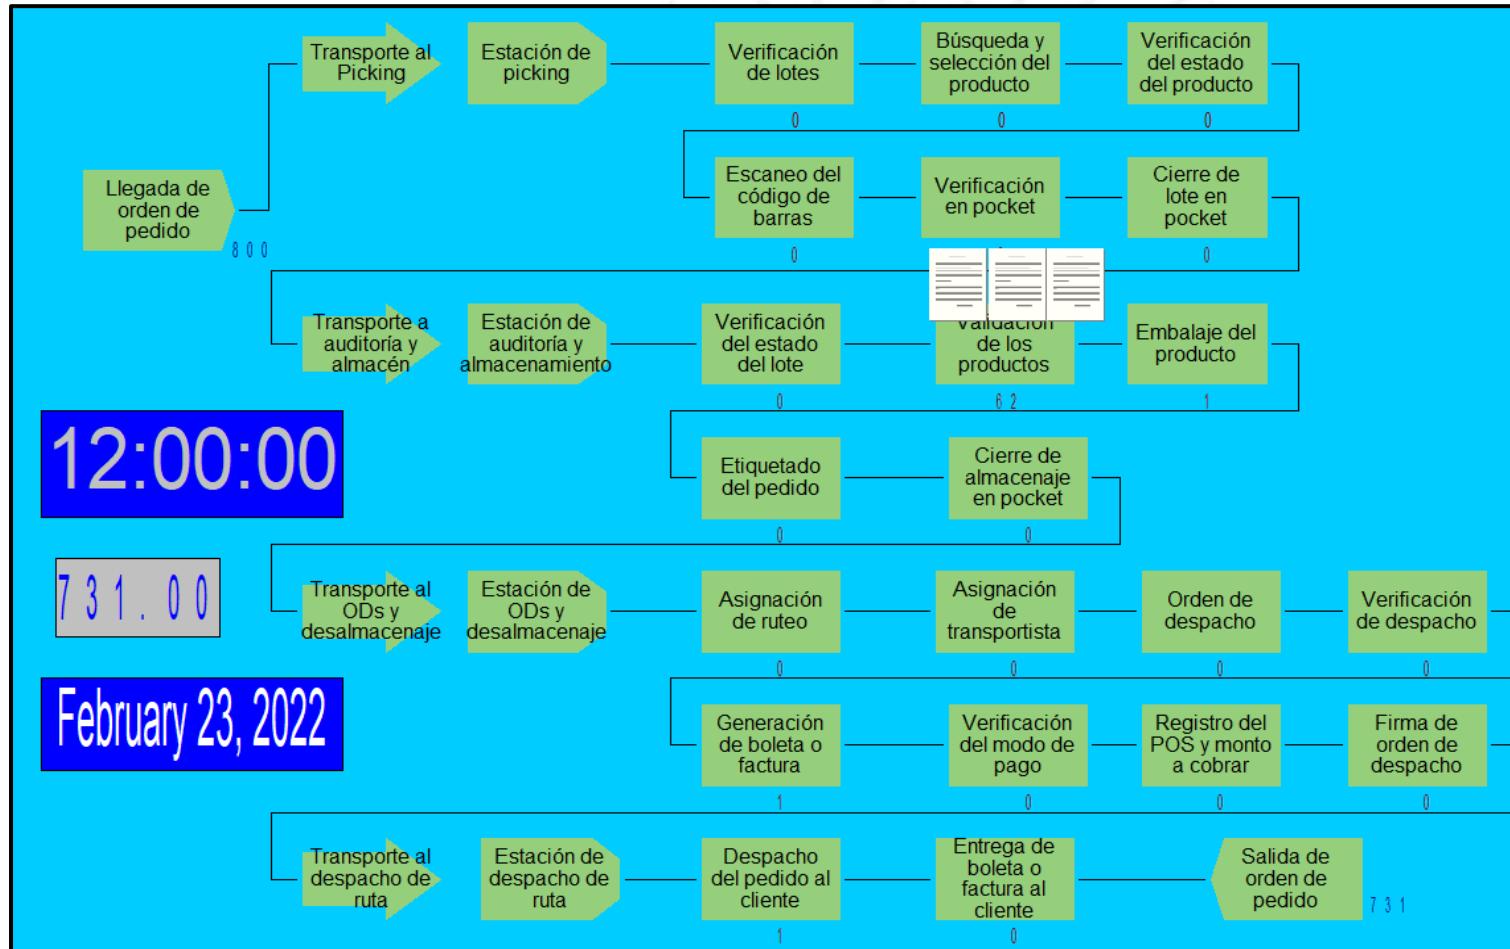 Transporte al
Picking
Estación de
picking
Verificación
de lotes
0
Búsqueda y
selección del
producto
0
Verificación
del estado
del producto
0
Llegada de
orden de
pedido
800
Escaneo del
código de
barras
0
Verificación
en pocket
Cierre de
lote en
pocket
0
Transporte a
auditoría y
almacén
Estación de
auditoría y
almacenamiento
Verificación
del estado
del lote
0
Validación
de los
productos
62
Embalaje del
producto
1
12:00:00
Etiquetado
del pedido
0
Cierre de
almacenaje
en pocket
0
731.00
Transporte al
ODs y
desalmacenaje
Estación de
ODs y
desalmacenaje
Asignación
de ruteo
0
Asignación
de
transportista
0
Orden de
despacho
0
Verificación
de despacho
0
February 23, 2022
Generación
de boleta o
factura
1
Verificación
del modo de
pago
0
Registro del
POS y monto
a cobrar
0
Firma de
orden de
despacho
0
Transporte al
despacho de
ruta
Estación de
despacho de
ruta
Despacho
del pedido al
cliente
1
Entrega de
boleta o
factura al
cliente
0
Salida de
orden de
pedido
731